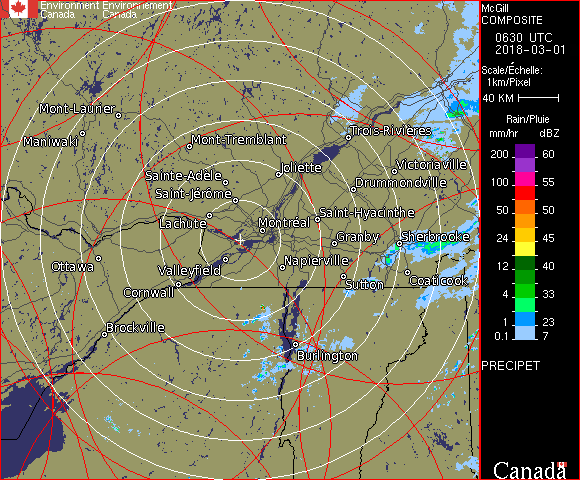 Environment Environnement
Canada Canada
Mont-Laurier
Maniwaki
Mont-Tremblant
Trois-Rivières
Sainte-Adèle
Joliette
Victoriaville
Saint-Jérôme
Drummondville
Lachute
Montréal
Saint-Hyacinthe
Granby
Sherbrooke
Ottawa
Valleyfield
Napierville
Cornwall
Sutton
Coaticook
Brockville
Burlington
McGill
COMPOSITE
0630 UTC
2018-03-01
Scale/Échelle:
1km/Pixel
40 KM
Rain/Pluie
mm/hr dBZ
200 60
100 55
50 50
24 45
12 40
4 33
0.5 23
0.1 7
PRECIPET
Canada